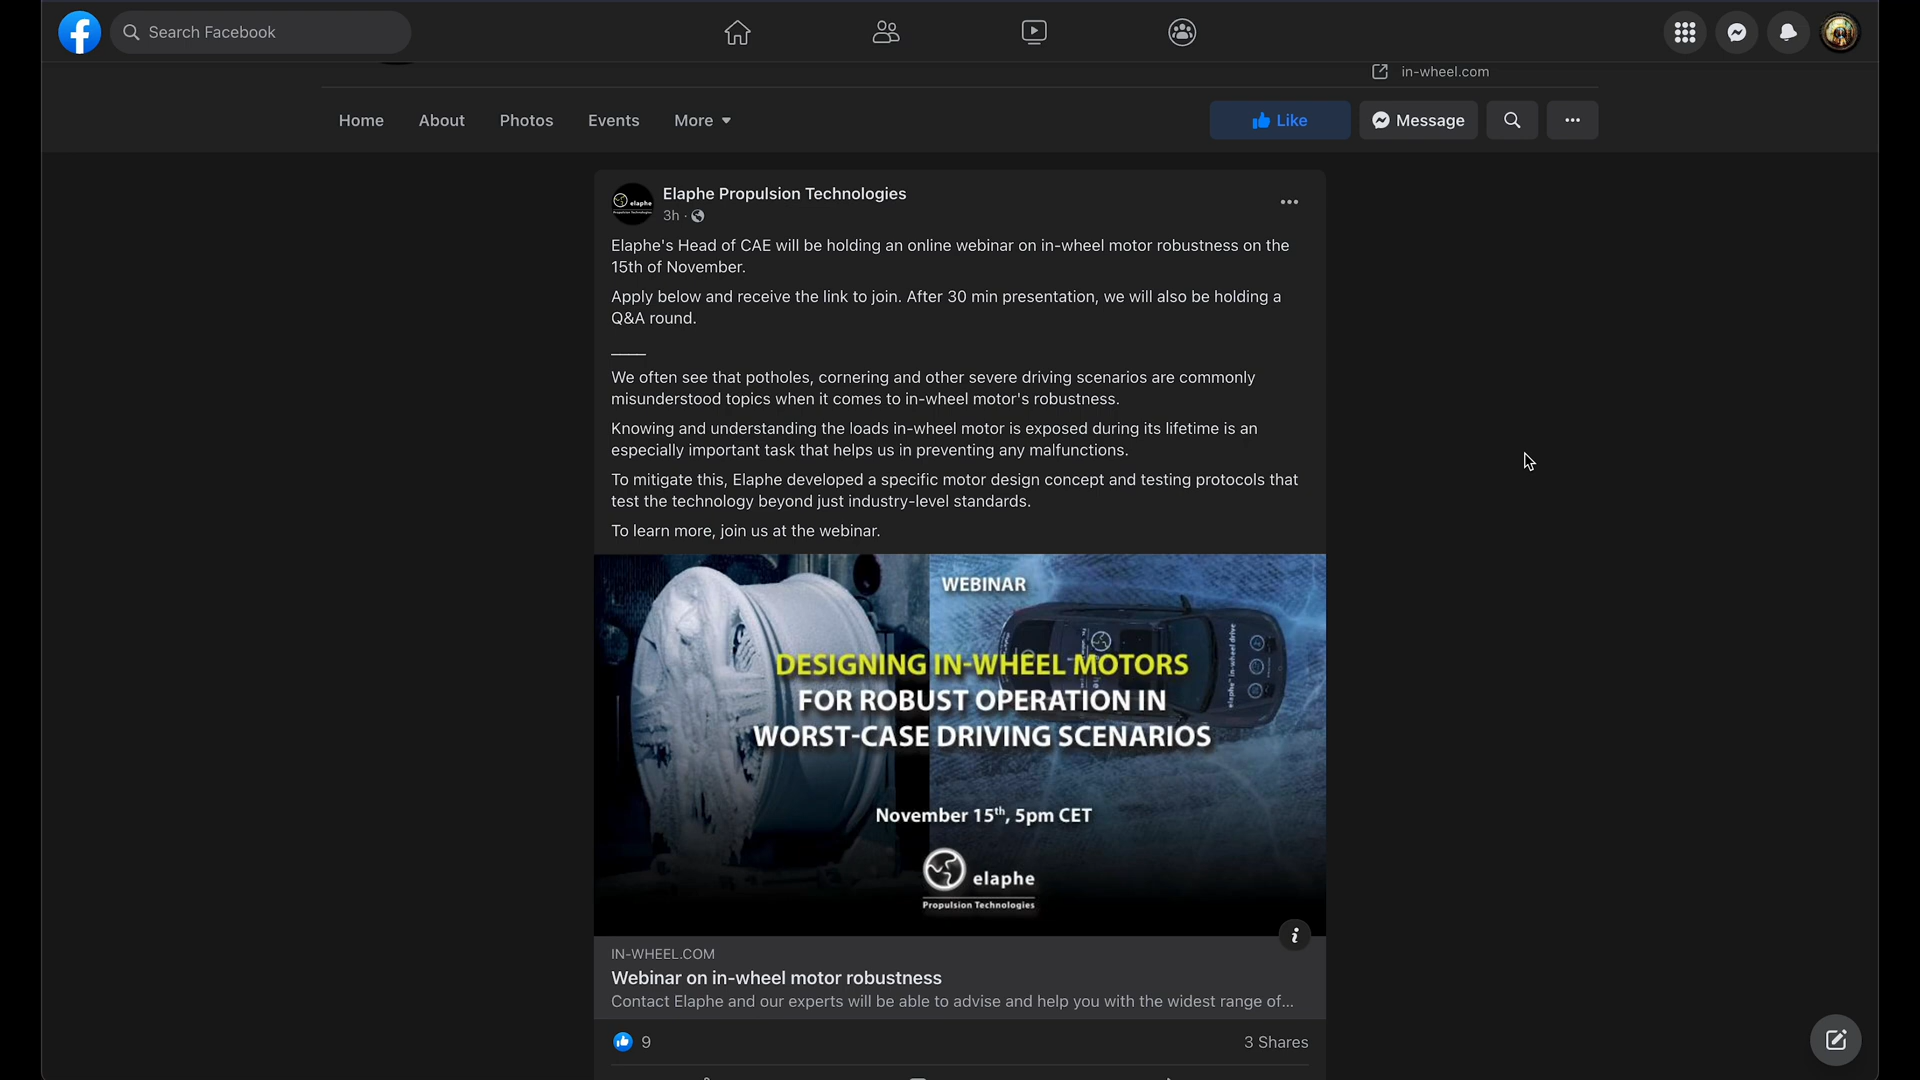 Search Facebook
in-wheel.com
Home About Photos Events More
Like Message
Elaphe Propulsion Technologies
3h ·
Elaphe's Head of CAE will be holding an online webinar on in-wheel motor robustness on the
15th of November.
Apply below and receive the link to join. After 30 min presentation, we will also be holding a
Q&A round.
____
We often see that potholes, cornering and other severe driving scenarios are commonly
misunderstood topics when it comes to in-wheel motor's robustness.
Knowing and understanding the loads in-wheel motor is exposed during its lifetime is an
especially important task that helps us in preventing any malfunctions.
To mitigate this, Elaphe developed a specific motor design concept and testing protocols that
test the technology beyond just industry-level standards.
To learn more, join us at the webinar.
WEBINAR
DESIGNING IN-WHEEL MOTORS
FOR ROBUST OPERATION IN
WORST-CASE DRIVING SCENARIOS
November 15th, 5pm CET
elaphe
Propulsion Technologies
elaphe in-wheel drive
IN-WHEEL.COM
Webinar on in-wheel motor robustness
Contact Elaphe and our experts will be able to advise and help you with the widest range of...
9
3 Shares